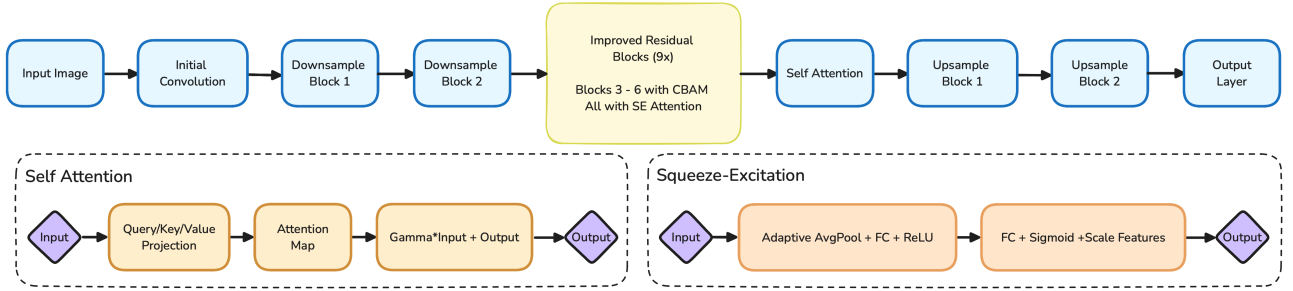 Input Image
Initial
Convolution
Downsample
Block 1
Downsample
Block 2
Improved Residual
Blocks (9x)
Blocks 3 - 6 with CBAM
All with SE Attention
Self Attention
Upsample
Block 1
Upsample
Block 2
Output
Layer
Self Attention
Input
Query/Key/Value
Projection
Attention
Map
Gamma*Input + Output
Output
Squeeze-Excitation
Input
Adaptive AvgPool + FC + ReLU
FC + Sigmoid +Scale Features
Output